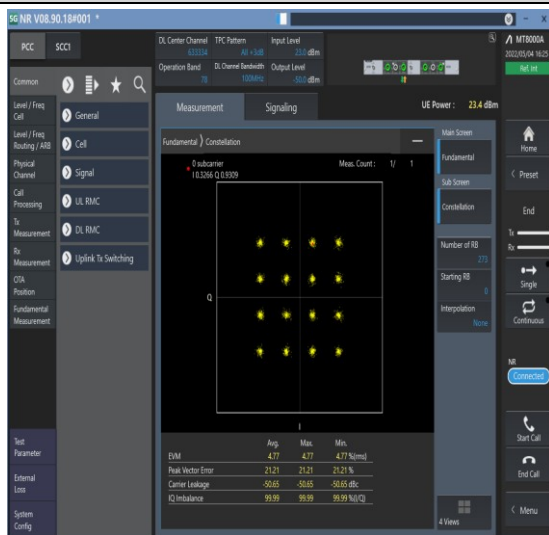 5G NR V08.90.18#001 *
PCC
SCC1
DL Center Channel
633334
TPC Pattern
All +3dB
Input Level
23.0 dBm
Operation Band
78
DL Channel Bandwidth
100MHz
Output Level
-50.0 dBm
MT8000A
2022/05/04 16:25
Ref. Int
Common
Level / Freq
Cell
Level / Freq
Routing / ARB
Physical
Channel
Call
Processing
Tx
Measurement
Rx
Measurement
OTA
Position
Fundamental
Measurement
Test
Parameter
External
Loss
System
Config
General
Cell
Signal
UL RMC
DL RMC
Uplink Tx Switching
Measurement
Signaling
UE Power : 23.4 dBm
Fundamental ) Constellation
0 subcarrier
I 0.3266 Q 0.9309
Meas. Count : 1/ 1
Q
I
Avg. Max. Min.
EVM 4.77 4.77 4.77 %(rms)
Peak Vector Error 21.21 21.21 21.21 %
Carrier Leakage -50.65 -50.65 -50.65 dBc
IQ Imbalance 99.99 99.99 99.99 %(I/Q)
Main Screen
Fundamental
Sub Screen
Constellation
Number of RB
273
Starting RB
0
Interpolation
None
4 Views
Home
Preset
End
Tx
Rx
Single
Continuous
NR
Connected
Start Call
End Call
Menu